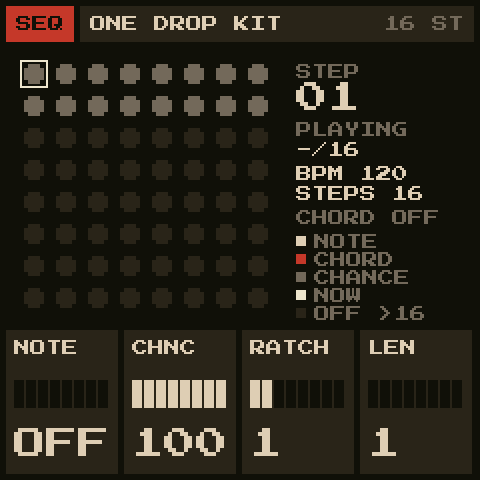 SEQ ONE DROP KIT 16 ST
STEP
01
PLAYING
-/16
BPM 120
STEPS 16
CHORD OFF
NOTE
CHORD
CHANCE
NOW
OFF >16
NOTE CHNC RATCH LEN
OFF 100 1 1